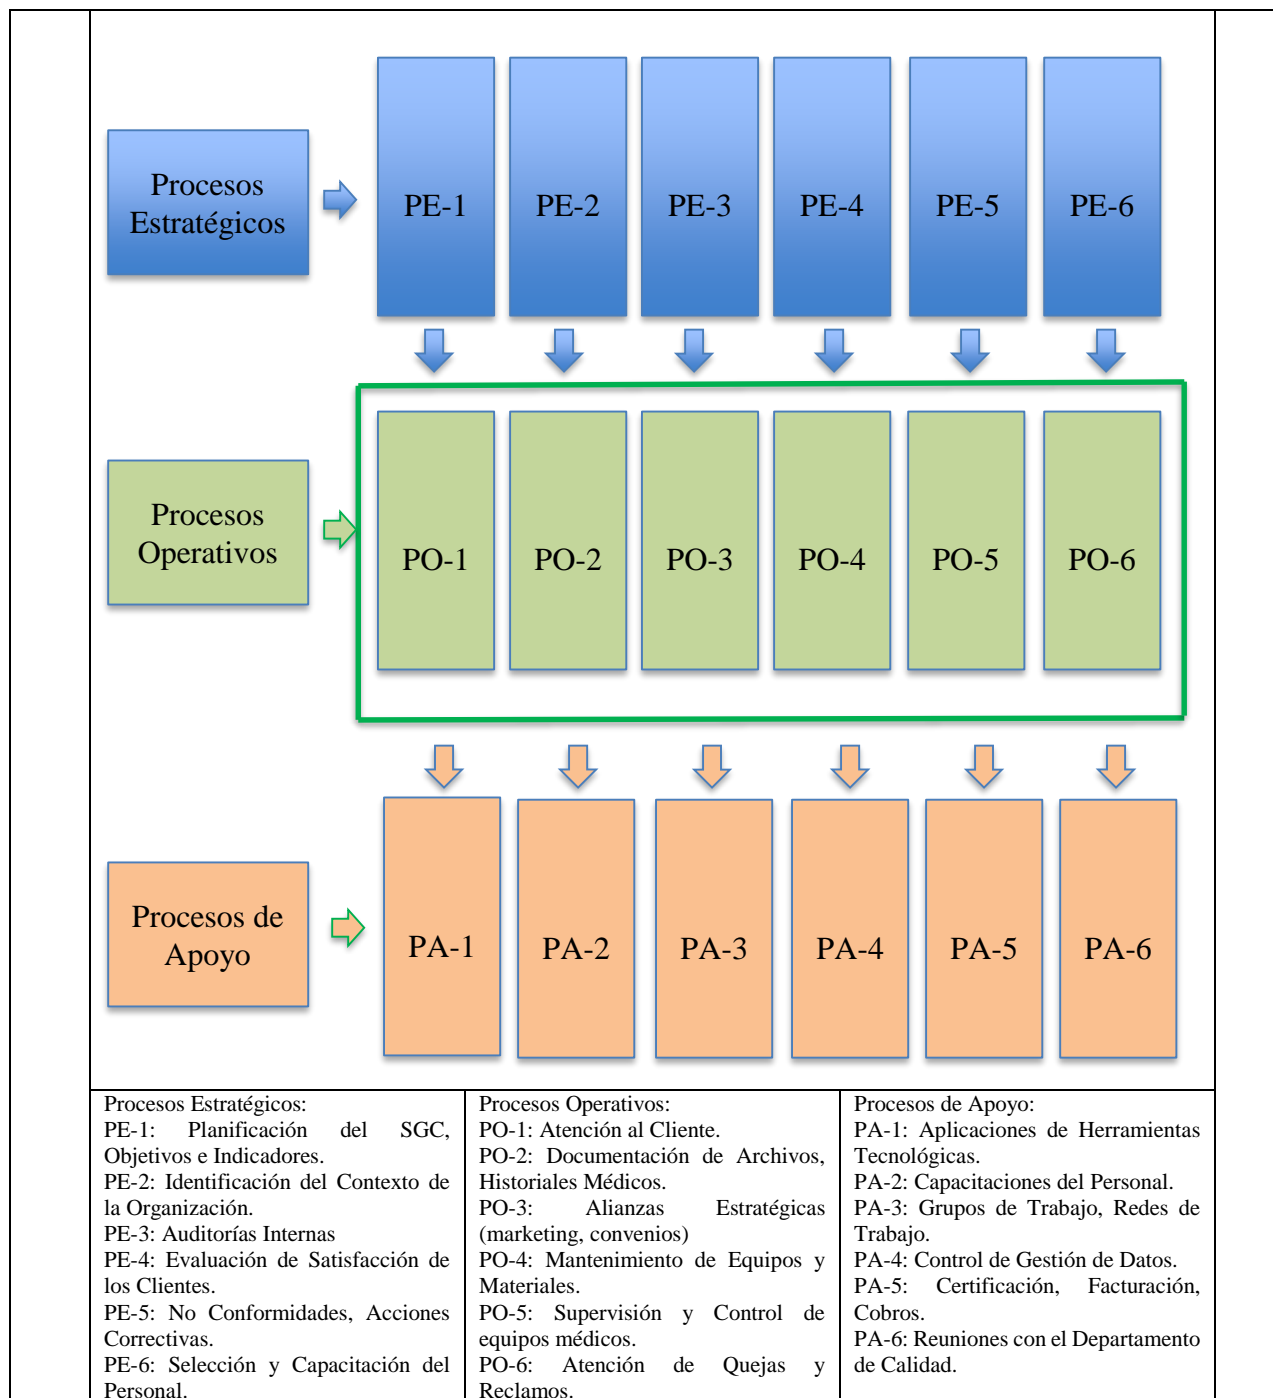 Procesos
Estratégicos
PE-1
PE-2
PE-3
PE-4
PE-5
PE-6
Procesos
Operativos
PO-1
PO-2
PO-3
PO-4
PO-5
PO-6
Procesos de
Apoyo
PA-1
PA-2
PA-3
PA-4
PA-5
PA-6
Procesos Estratégicos:
PE-1: Planificación del SGC,
Objetivos e Indicadores.
PE-2: Identificación del Contexto de
la Organización.
PE-3: Auditorías Internas
PE-4: Evaluación de Satisfacción de
los Clientes.
PE-5: No Conformidades, Acciones
Correctivas.
PE-6: Selección y Capacitación del
Personal.
Procesos Operativos:
PO-1: Atención al Cliente.
PO-2: Documentación de Archivos,
Historiales Médicos.
PO-3: Alianzas Estratégicas
(marketing, convenios)
PO-4: Mantenimiento de Equipos y
Materiales.
PO-5: Supervisión y Control de
equipos médicos.
PO-6: Atención de Quejas y
Reclamos.
Procesos de Apoyo:
PA-1: Aplicaciones de Herramientas
Tecnológicas.
PA-2: Capacitaciones del Personal.
PA-3: Grupos de Trabajo, Redes de
Trabajo.
PA-4: Control de Gestión de Datos.
PA-5: Certificación, Facturación,
Cobros.
PA-6: Reuniones con el Departamento
de Calidad.